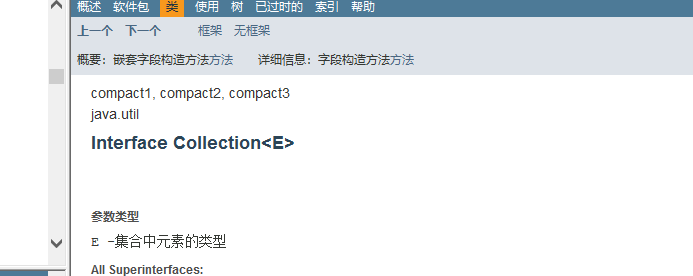 概述 软件包 类 使用 树 已过时的 索引 帮助
上一个 下一个 框架 无框架
概要：嵌套字段构造方法方法 详细信息：字段构造方法方法
compact1, compact2, compact3
java.util
Interface Collection<E>
参数类型
E -集合中元素的类型
All Superinterfaces: